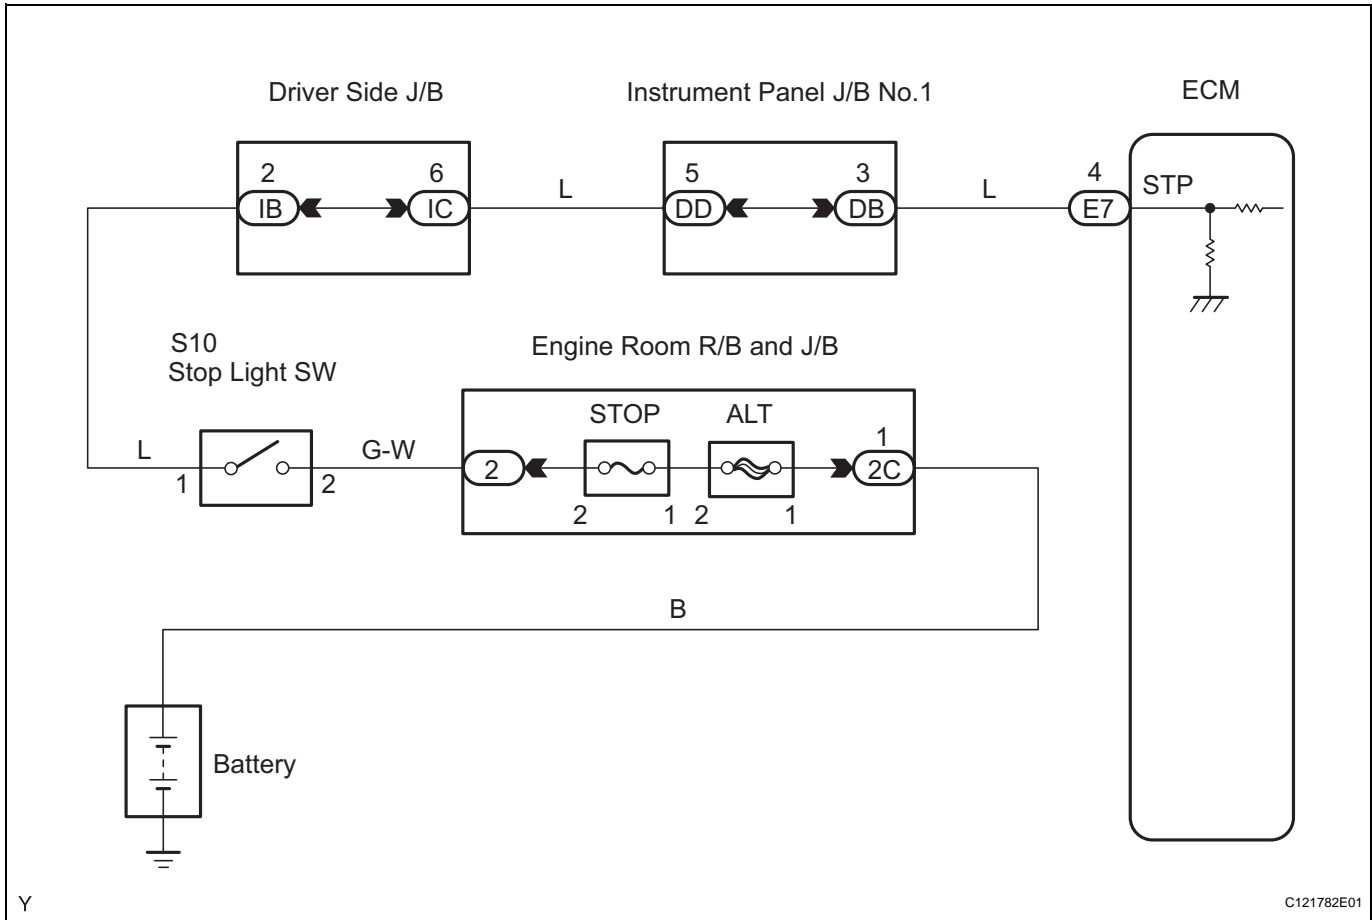 Driver Side J/B Instrument Panel J/B No.1 ECM
2 6 5 3 4
IB IC L DD DB L E7 STP
S10
Stop Light SW
Engine Room R/B and J/B
STOP ALT
L 1 2 G-W 2 1 2C
2 1 2 1
B
Battery
Y C121782E01